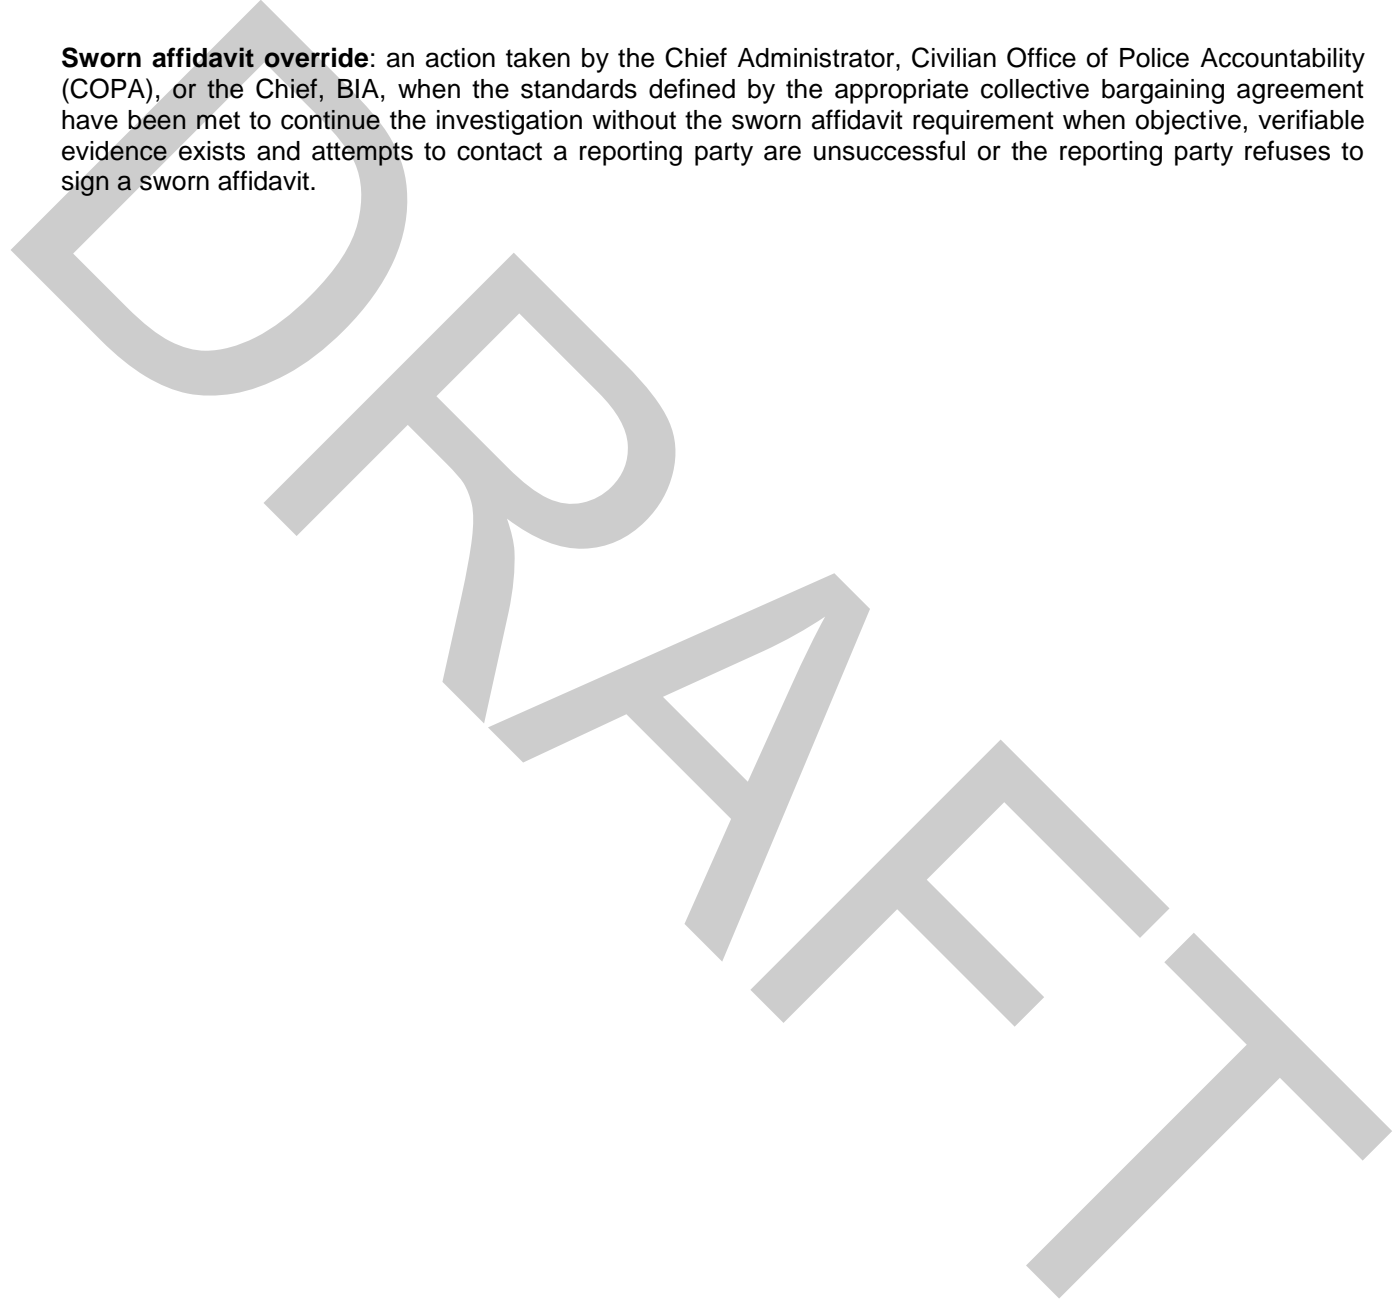 Sworn affidavit override: an action taken by the Chief Administrator, Civilian Office of Police Accountability
(COPA), or the Chief, BIA, when the standards defined by the appropriate collective bargaining agreement
have been met to continue the investigation without the sworn affidavit requirement when objective, verifiable
evidence exists and attempts to contact a reporting party are unsuccessful or the reporting party refuses to
sign a sworn affidavit.
DRAFT